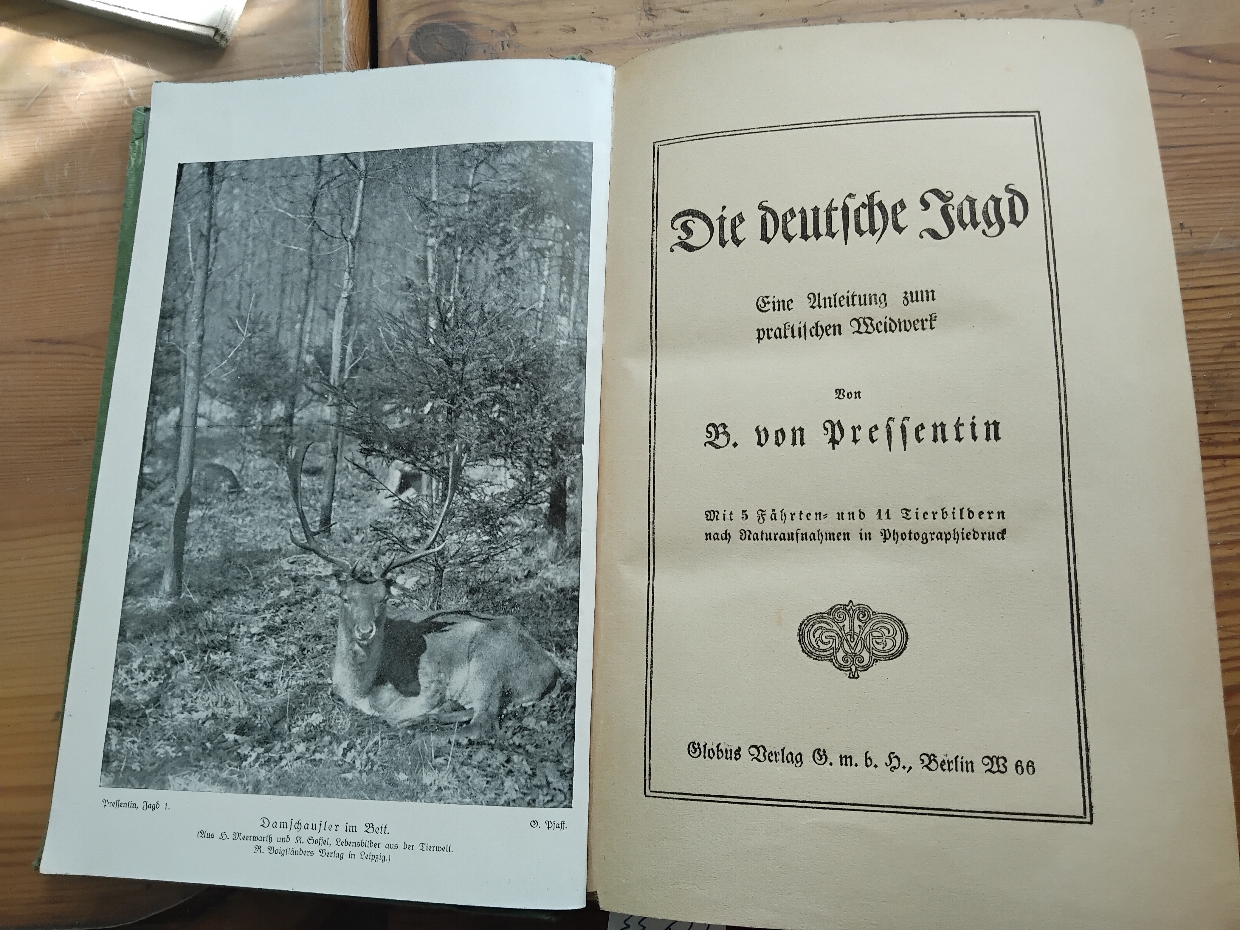 Pressentin, Jagd 1.
O. Pfaff.
Damschaufler im Bett.
(Aus H. Meerwarth und K. Soffel, Lebensbilder aus der Tierwelt.
R. Voigtländers Verlag in Leipzig.)
Die deutsche Jagd
Eine Anleitung zum
praktischen Weidwerk
Von
B. von Pressentin
Mit 5 Fährten- und 11 Tierbildern
nach Naturaufnahmen in Photographiedruck
GVB
Globus Verlag G. m. b. H., Berlin W 66